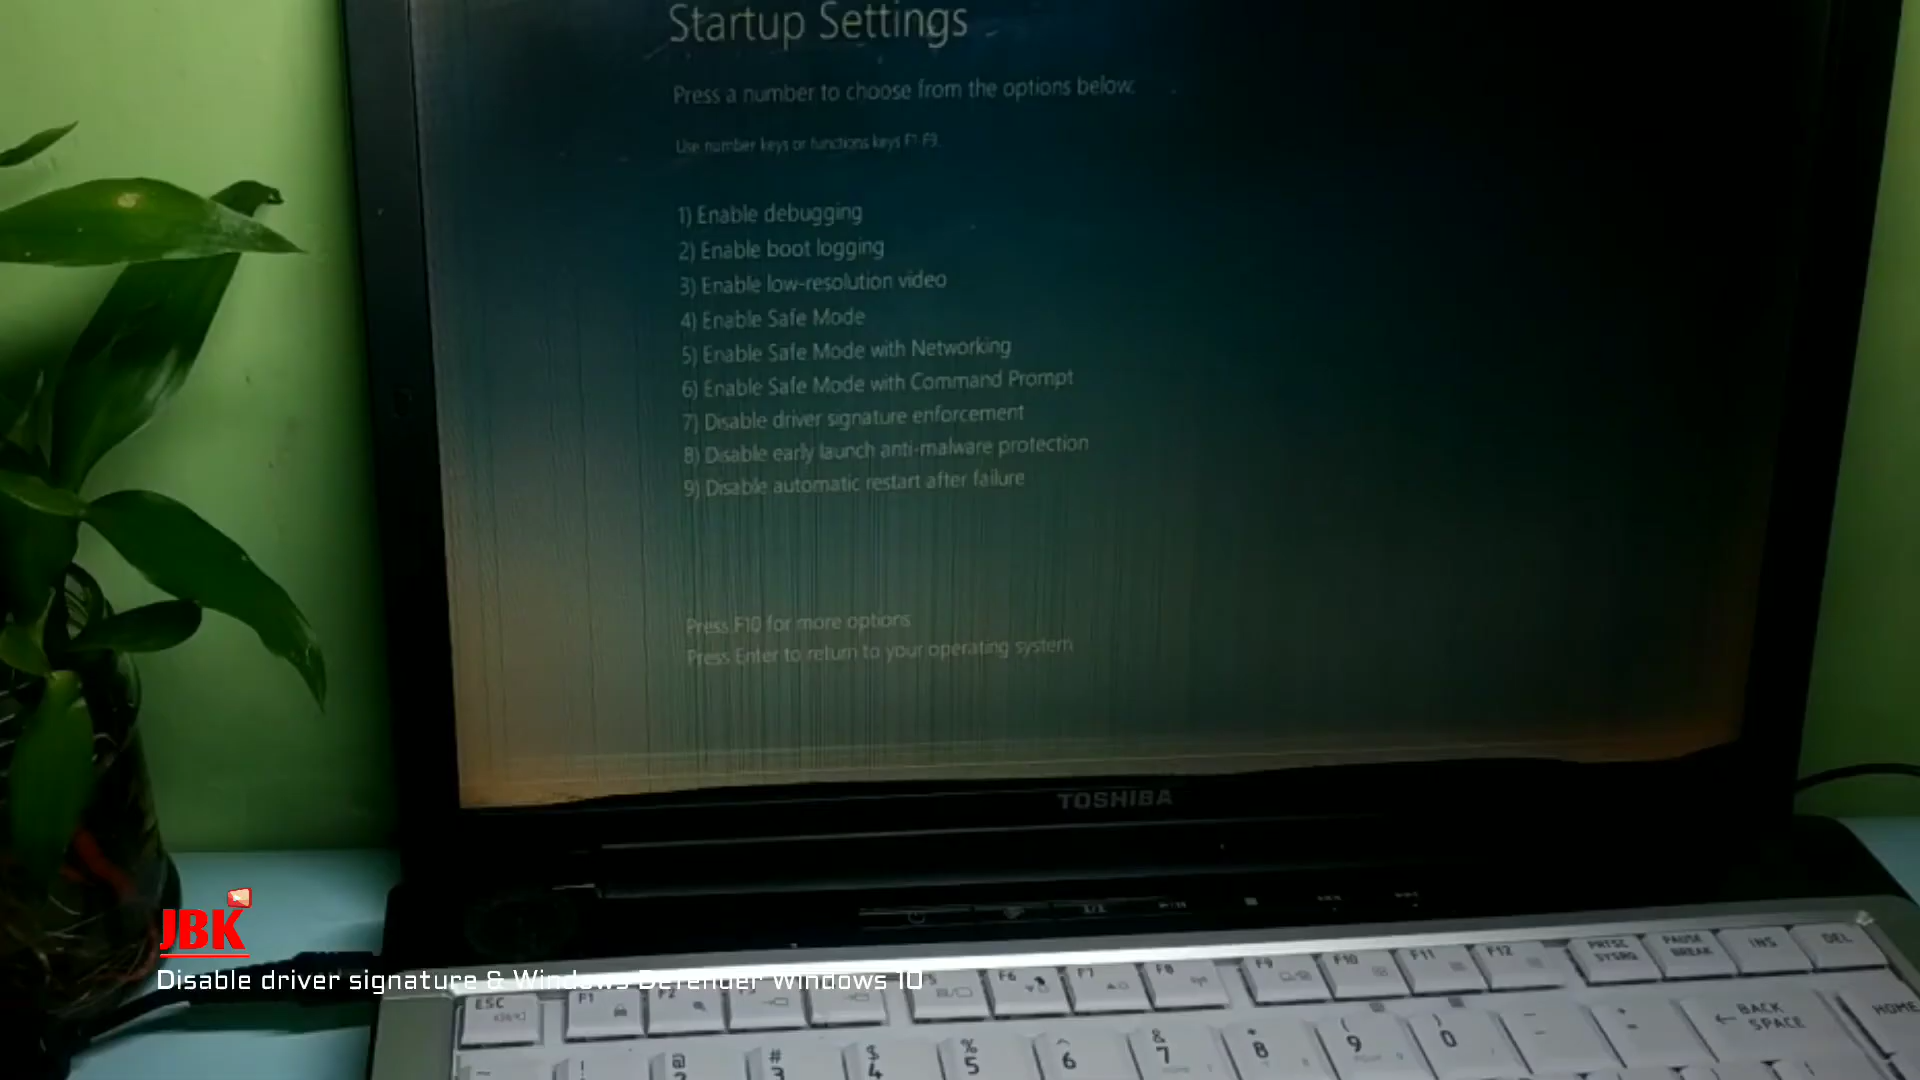 Startup Settings
Press a number to choose from the options below:
Use number keys or functions keys F1-F9.
1) Enable debugging
2) Enable boot logging
3) Enable low-resolution video
4) Enable Safe Mode
5) Enable Safe Mode with Networking
6) Enable Safe Mode with Command Prompt
7) Disable driver signature enforcement
8) Disable early launch anti-malware protection
9) Disable automatic restart after failure
Press F10 for more options
Press Enter to return to your operating system
TOSHIBA
JBK
Disable driver signature & Windows Defender Windows 10
ESC F1 F2 F3 F5 F6 F7 F8 F9 F10 F11 F12 PRTSC SYSRQ PAUSE BREAK INS DEL
! @ 2 # 3 $ 4 % 5 ^ 6 & 7 * 8 ( 9 ) 0 BACK SPACE HOME